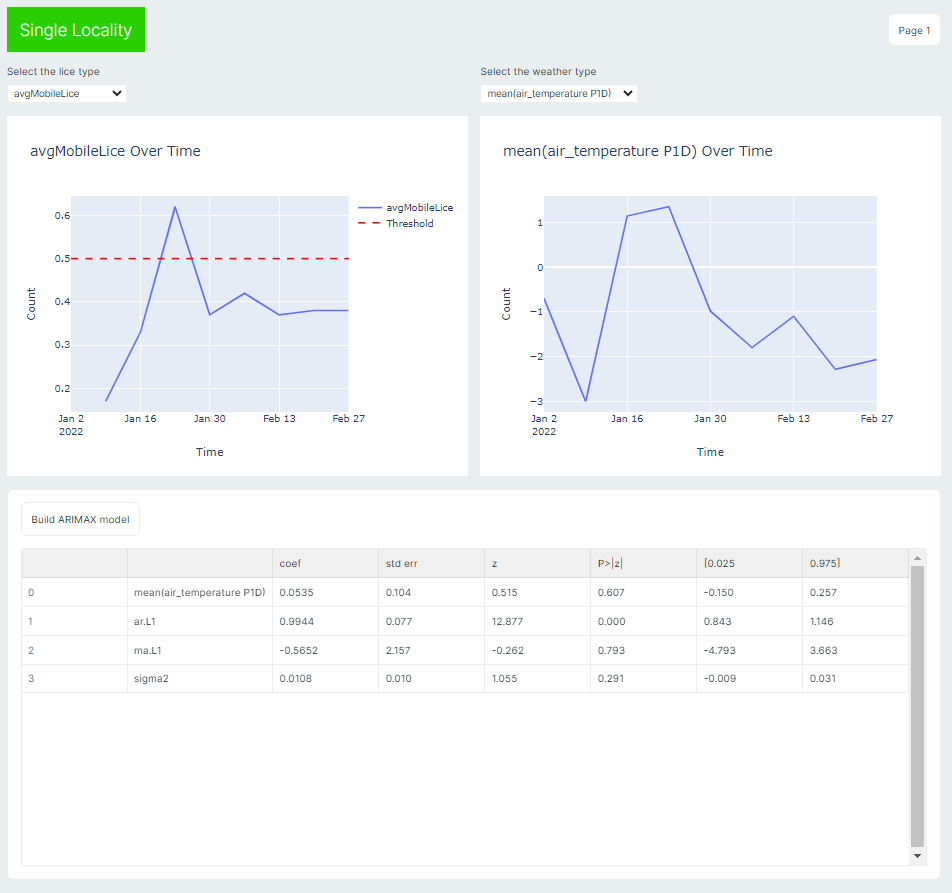 Single Locality
Page 1
Select the lice type
avgMobileLice
Select the weather type
mean(air_temperature P1D)
avgMobileLice Over Time
0.6
0.5
0.4
0.3
0.2
Count
Jan 2
2022
Jan 16
Jan 30
Feb 13
Feb 27
Time
avgMobileLice
Threshold
mean(air_temperature P1D) Over Time
1
0
−1
−2
−3
Count
Jan 2
2022
Jan 16
Jan 30
Feb 13
Feb 27
Time
Build ARIMAX model
coef std err z P>|z| [0.025 0.975]
0 mean(air_temperature P1D) 0.0535 0.104 0.515 0.607 -0.150 0.257
1 ar.L1 0.9944 0.077 12.877 0.000 0.843 1.146
2 ma.L1 -0.5652 2.157 -0.262 0.793 -4.793 3.663
3 sigma2 0.0108 0.010 1.055 0.291 -0.009 0.031